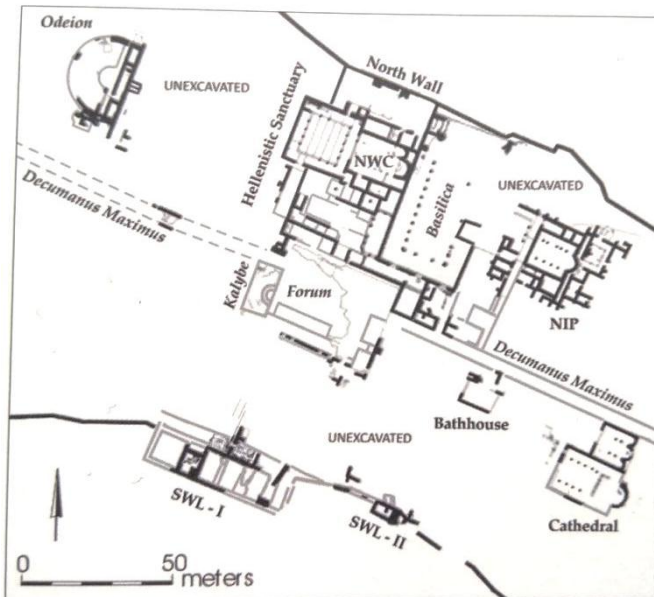 Odeion
UNEXCAVATED
North Wall
Hellenistic Sanctuary
NWC
Basilica
UNEXCAVATED
Decumanus Maximus
Kalybe
Forum
NIP
Decumanus Maximus
Bathhouse
UNEXCAVATED
SWL - I
SWL - II
Cathedral
0 50
meters